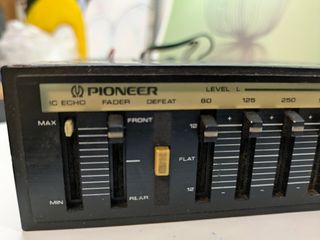 PIONEER
LEVEL L
IC ECHO FADER DEFEAT 60 125 250
MAX FRONT 12 + + +
FLAT
MIN REAR 12 - - -